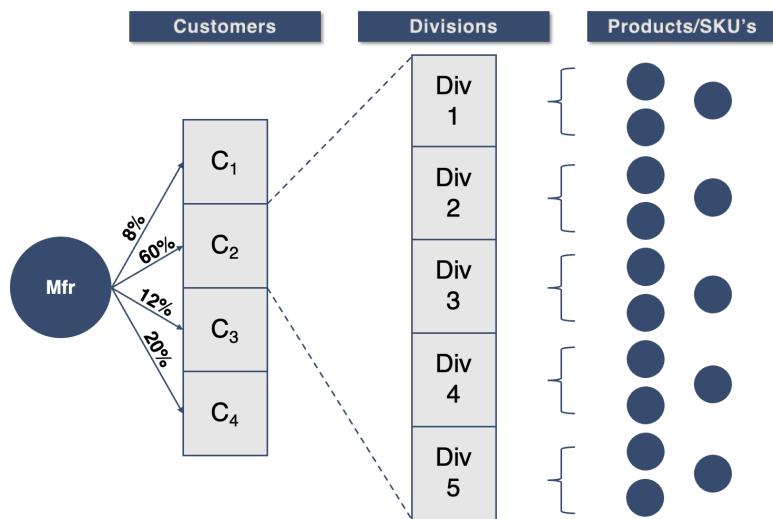 Customers
Divisions
Products/SKU's
Mfr
8%
60%
12%
20%
C₁
C₂
C₃
C₄
Div
1
Div
2
Div
3
Div
4
Div
5